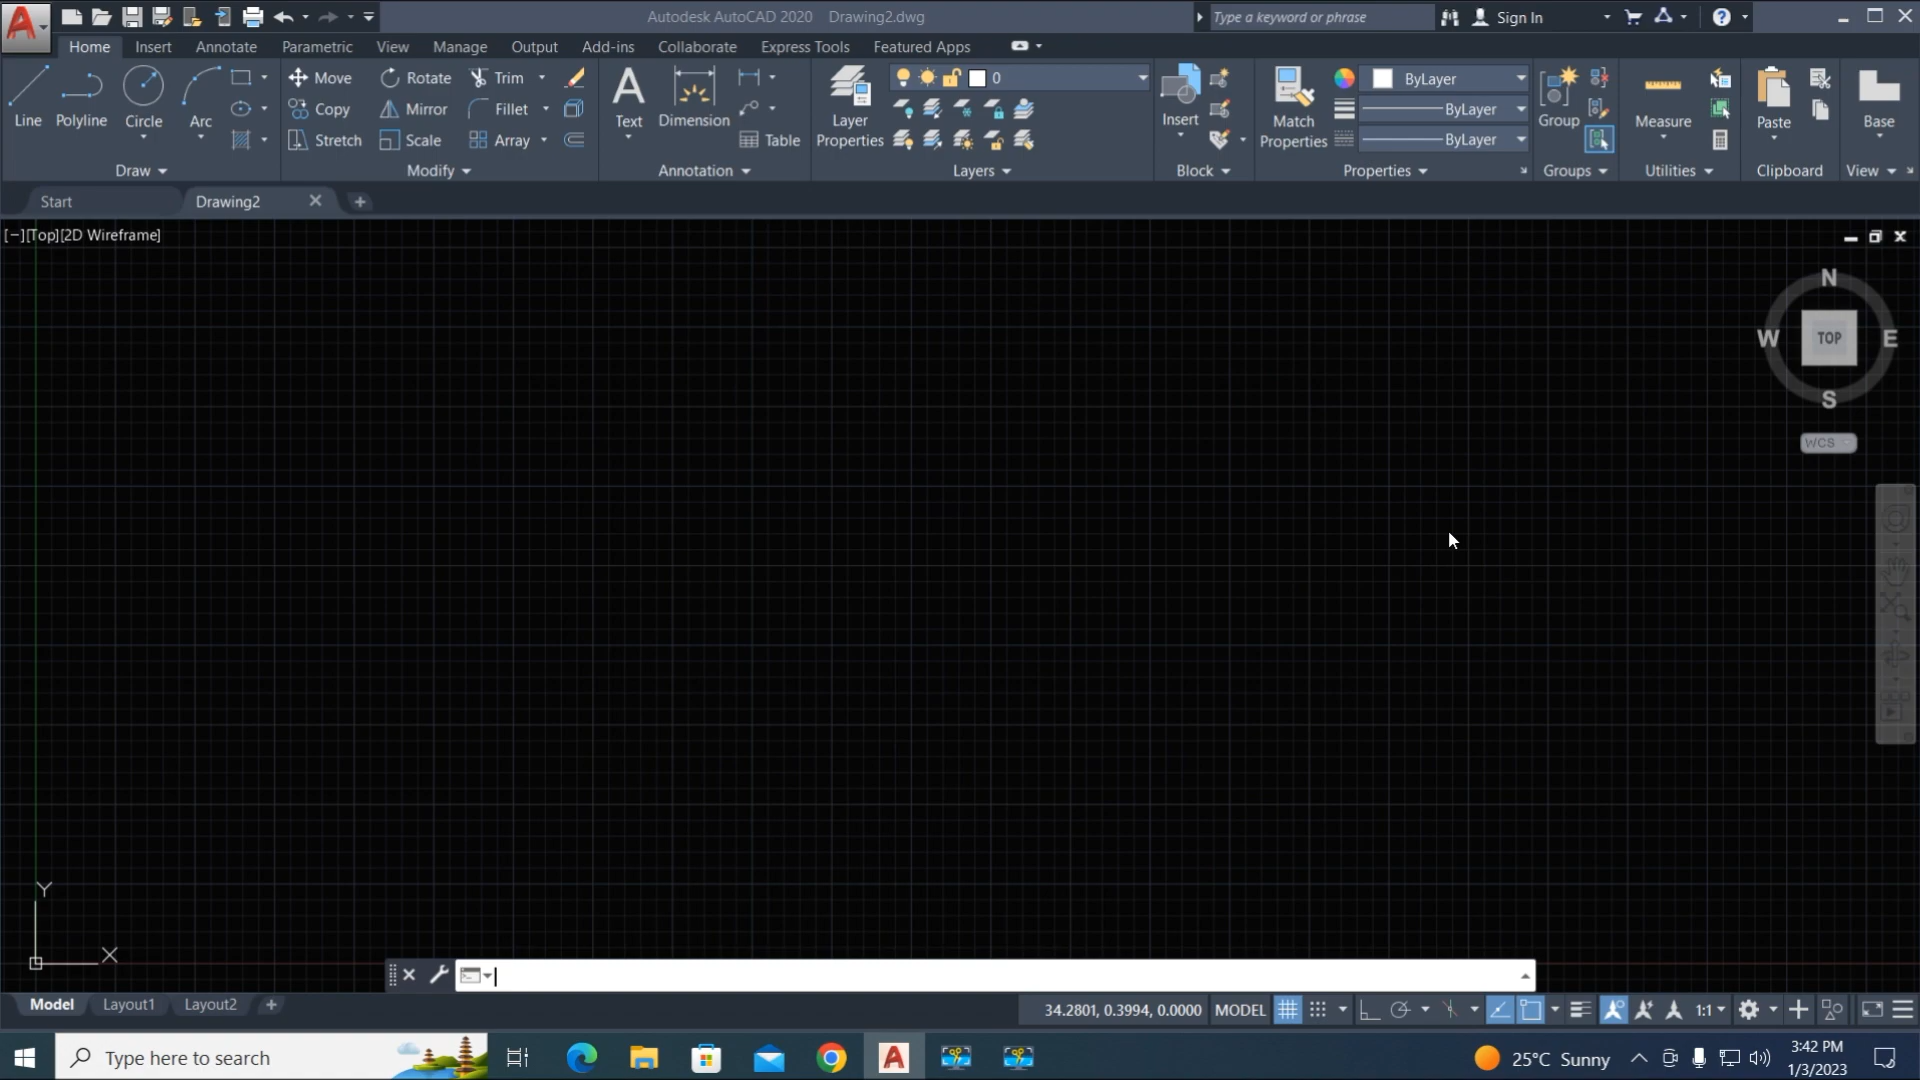 Autodesk AutoCAD 2020 Drawing2.dwg
Type a keyword or phrase
Sign In
Home Insert Annotate Parametric View Manage Output Add-ins Collaborate Express Tools Featured Apps
Line Polyline Circle Arc
Move Rotate Trim
Copy Mirror Fillet
Stretch Scale Array
Text Dimension Table
Layer Properties
0
Insert
Match Properties
ByLayer
ByLayer
ByLayer
Group
Measure
Paste
Base
Draw Modify Annotation Layers Block Properties Groups Utilities Clipboard View
Start Drawing2
[−][Top][2D Wireframe]
N
W TOP E
S
WCS
Y
X
Model Layout1 Layout2
34.2801, 0.3994, 0.0000 MODEL 1:1
Type here to search
25°C Sunny
3:42 PM
1/3/2023